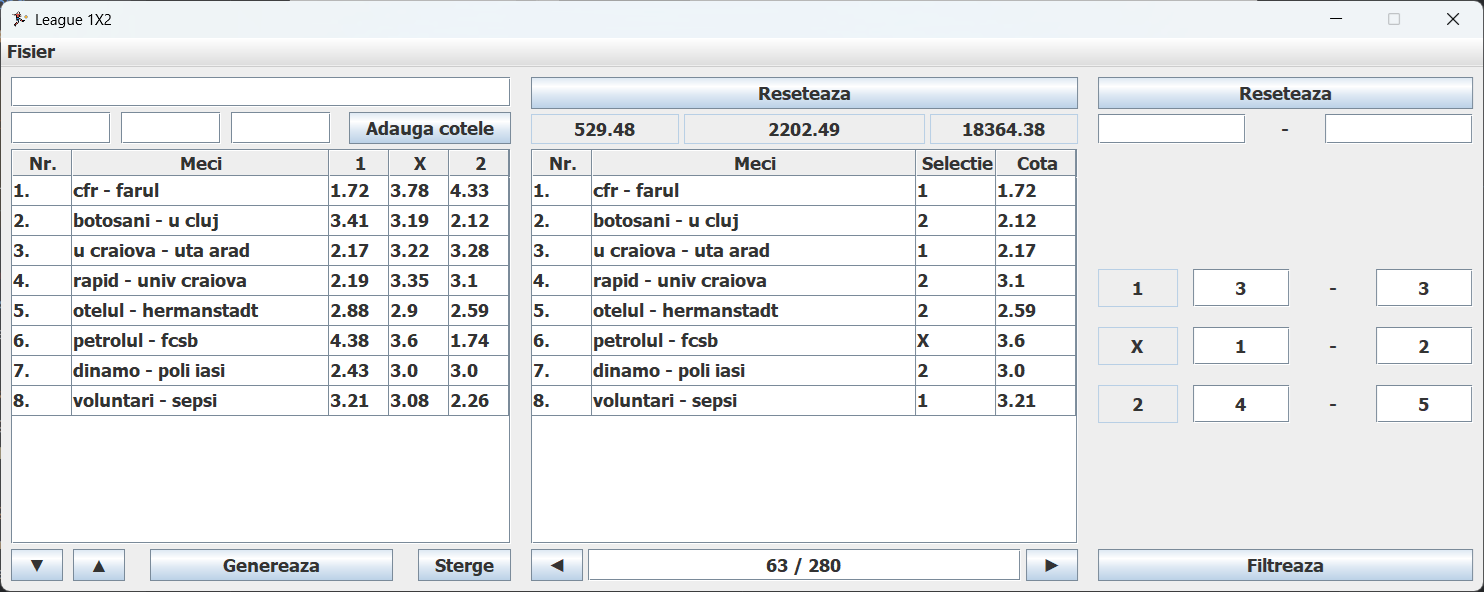 League 1X2
Fisier
Reseteaza
Reseteaza
Adauga cotele
529.48 2202.49 18364.38
-
Nr. Meci 1 X 2
1. cfr - farul 1.72 3.78 4.33
2. botosani - u cluj 3.41 3.19 2.12
3. u craiova - uta arad 2.17 3.22 3.28
4. rapid - univ craiova 2.19 3.35 3.1
5. otelul - hermanstadt 2.88 2.9 2.59
6. petrolul - fcsb 4.38 3.6 1.74
7. dinamo - poli iasi 2.43 3.0 3.0
8. voluntari - sepsi 3.21 3.08 2.26
Nr. Meci Selectie Cota
1. cfr - farul 1 1.72
2. botosani - u cluj 2 2.12
3. u craiova - uta arad 1 2.17
4. rapid - univ craiova 2 3.1
5. otelul - hermanstadt 2 2.59
6. petrolul - fcsb X 3.6
7. dinamo - poli iasi 2 3.0
8. voluntari - sepsi 1 3.21
1 3 - 3
X 1 - 2
2 4 - 5
▼ ▲ Genereaza Sterge
◄ 63 / 280 ►
Filtreaza